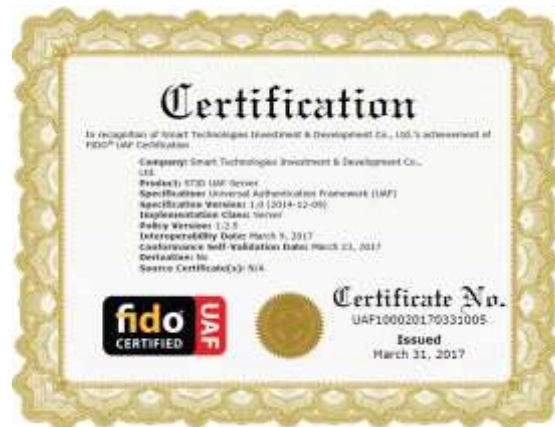 Certification
In recognition of Smart Technologies Investment & Development Co., Ltd.'s achievement of
FIDO® UAF Certification
Company: Smart Technologies Investment & Development Co.,
Ltd.
Product: STID UAF Server
Specification: Universal Authentication Framework (UAF)
Specification Version: 1.0 (2014-12-08)
Implementation Class: Server
Policy Version: 1.2.5
Interoperability Date: March 9, 2017
Conformance Self-Validation Date: March 23, 2017
Derivation: No
Source Certificate(s): N/A
fido
CERTIFIED
UAF
Certificate No.
UAF100020170331005
Issued
March 31, 2017